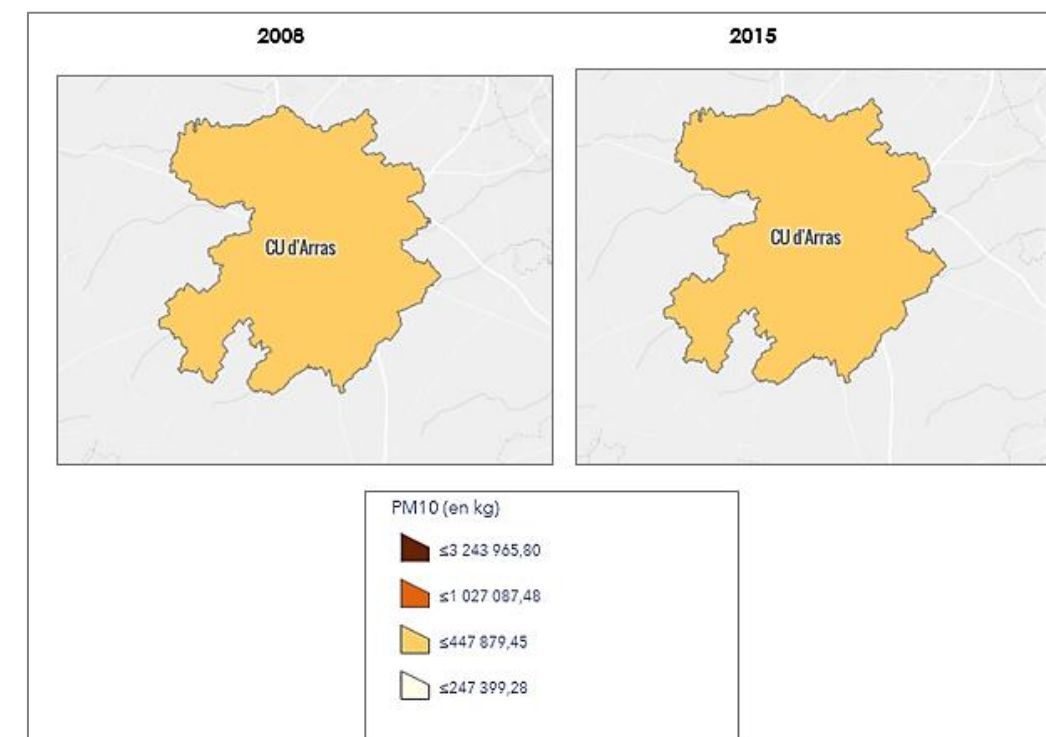 2008
2015
CU d'Arras
CU d'Arras
PM10 (en kg)
≤3 243 965,80
≤1 027 087,48
≤447 879,45
≤247 399,28